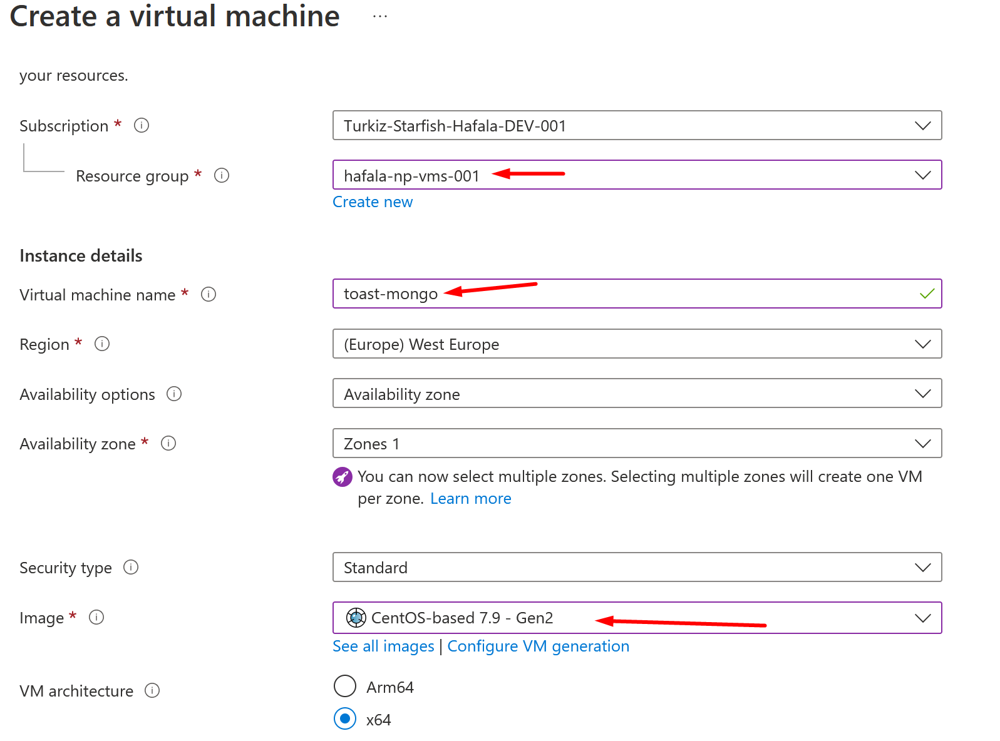 Create a virtual machine ...
your resources.
Subscription * Turkiz-Starfish-Hafala-DEV-001
Resource group * hafala-np-vms-001
Create new
Instance details
Virtual machine name * toast-mongo
Region * (Europe) West Europe
Availability options Availability zone
Availability zone * Zones 1
You can now select multiple zones. Selecting multiple zones will create one VM
per zone. Learn more
Security type Standard
Image * CentOS-based 7.9 - Gen2
See all images | Configure VM generation
VM architecture
Arm64
x64